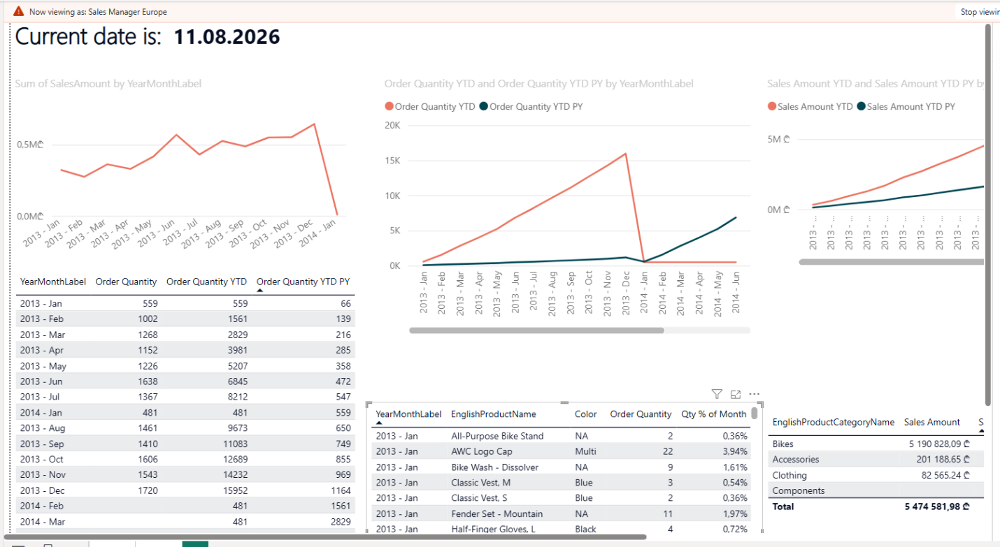 Now viewing as: Sales Manager Europe
Stop viewin
Current date is: 11.08.2026
Sum of SalesAmount by YearMonthLabel
0,5M₾
0,0M₾
2013 - Jan
2013 - Feb
2013 - Mar
2013 - Apr
2013 - May
2013 - Jun
2013 - Jul
2013 - Aug
2013 - Sep
2013 - Oct
2013 - Nov
2013 - Dec
2014 - Jan
Order Quantity YTD and Order Quantity YTD PY by YearMonthLabel
Order Quantity YTD Order Quantity YTD PY
20K
15K
10K
5K
0K
2013 - Jan
2013 - Feb
2013 - Mar
2013 - Apr
2013 - May
2013 - Jun
2013 - Jul
2013 - Aug
2013 - Sep
2013 - Oct
2013 - Nov
2013 - Dec
2014 - Jan
2014 - Feb
2014 - Mar
2014 - Apr
2014 - May
2014 - Jun
Sales Amount YTD and Sales Amount YTD PY by
Sales Amount YTD Sales Amount YTD PY
5M ₾
0M ₾
2013 - ...
2013 - ...
2013 - ...
2013 - ...
2013 - ...
2013 - ...
2013 - ...
2013 - ...
2013 - ...
2013 - ...
YearMonthLabel Order Quantity Order Quantity YTD Order Quantity YTD PY
2013 - Jan 559 559 66
2013 - Feb 1002 1561 139
2013 - Mar 1268 2829 216
2013 - Apr 1152 3981 285
2013 - May 1226 5207 358
2013 - Jun 1638 6845 472
2013 - Jul 1367 8212 547
2014 - Jan 481 481 559
2013 - Aug 1461 9673 650
2013 - Sep 1410 11083 749
2013 - Oct 1606 12689 855
2013 - Nov 1543 14232 969
2013 - Dec 1720 15952 1164
2014 - Feb 481 1561
2014 - Mar 481 2829
YearMonthLabel EnglishProductName Color Order Quantity Qty % of Month
2013 - Jan All-Purpose Bike Stand NA 2 0,36%
2013 - Jan AWC Logo Cap Multi 22 3,94%
2013 - Jan Bike Wash - Dissolver NA 9 1,61%
2013 - Jan Classic Vest, M Blue 3 0,54%
2013 - Jan Classic Vest, S Blue 2 0,36%
2013 - Jan Fender Set - Mountain NA 11 1,97%
2013 - Jan Half-Finger Gloves, L Black 4 0,72%
EnglishProductCategoryName Sales Amount S
Bikes 5 190 828,09 ₾
Accessories 201 188,65 ₾
Clothing 82 565,24 ₾
Components
Total 5 474 581,98 ₾